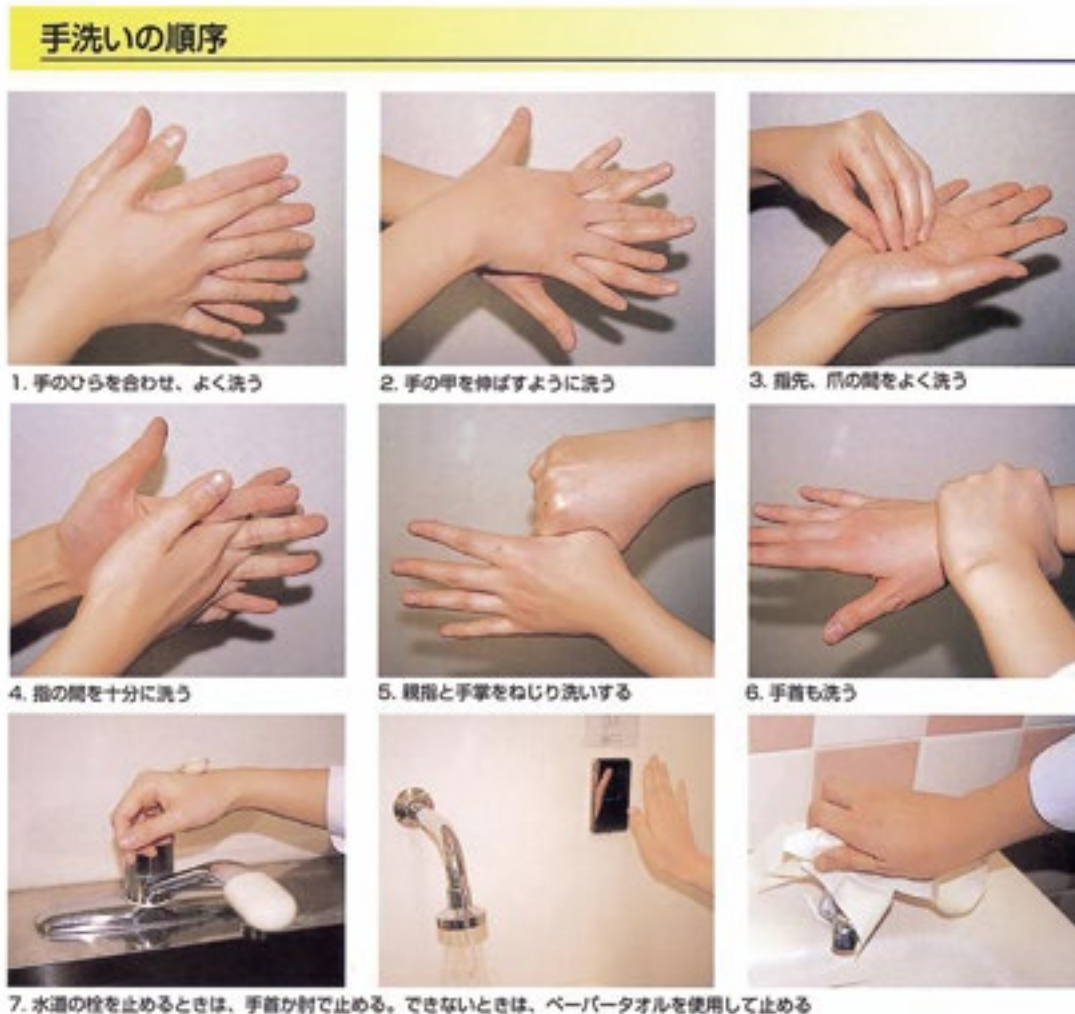 手洗いの順序
1. 手のひらを合わせ、よく洗う
2. 手の甲を伸ばすように洗う
3. 指先、爪の間をよく洗う
4. 指の間を十分に洗う
5. 親指と手掌をねじり洗いする
6. 手首も洗う
7. 水道の栓を止めるときは、手首か肘で止める。できないときは、ペーパータオルを使用して止める